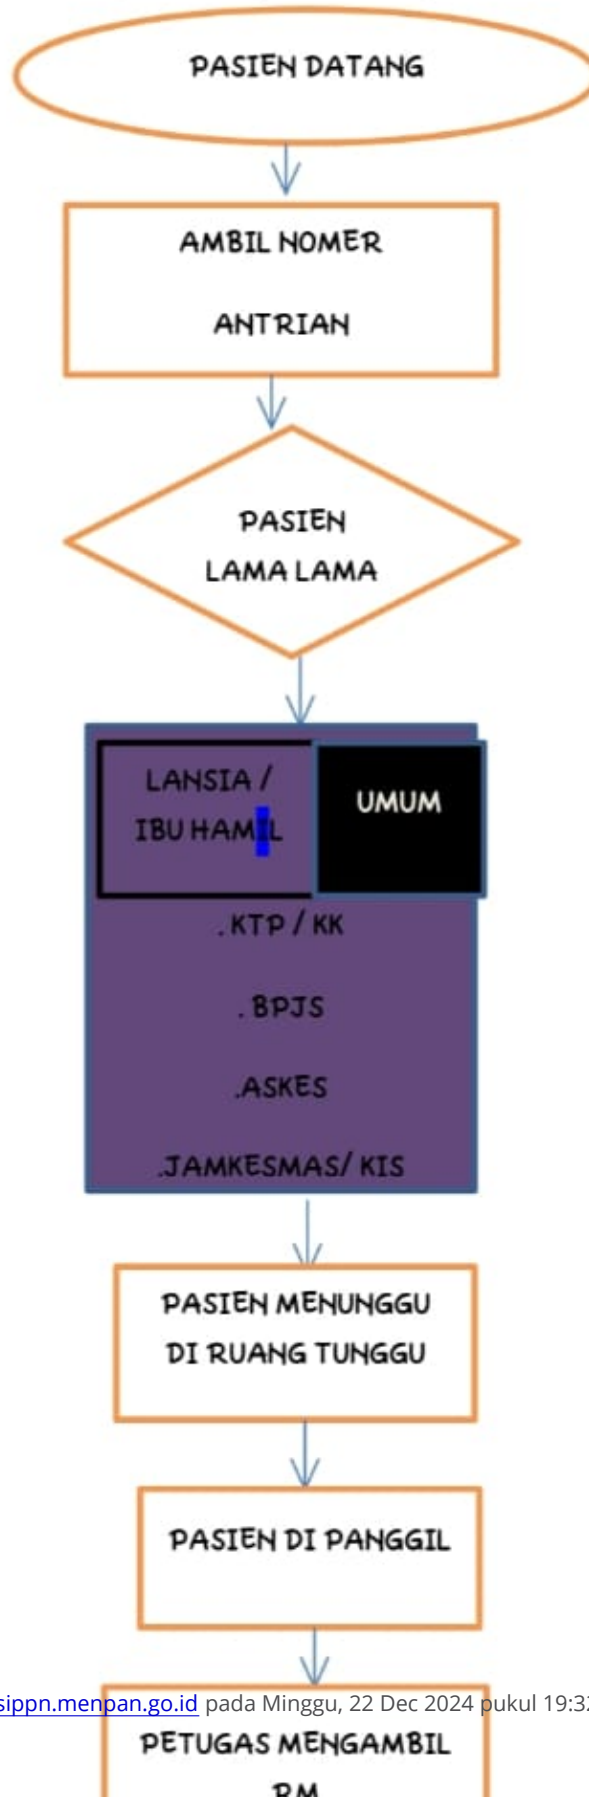 PASIEN DATANG
AMBIL NOMER
ANTRIAN
PASIEN
LAMA LAMA
LANSIA /
IBU HAMIL
UMUM
. KTP / KK
. BPJS
.ASKES
.JAMKESMAS/ KIS
PASIEN MENUNGGU
DI RUANG TUNGGU
PASIEN DI PANGGIL
sippn.menpan.go.id pada Minggu, 22 Dec 2024 pukul 19:32
PETUGAS MENGAMBIL
RM